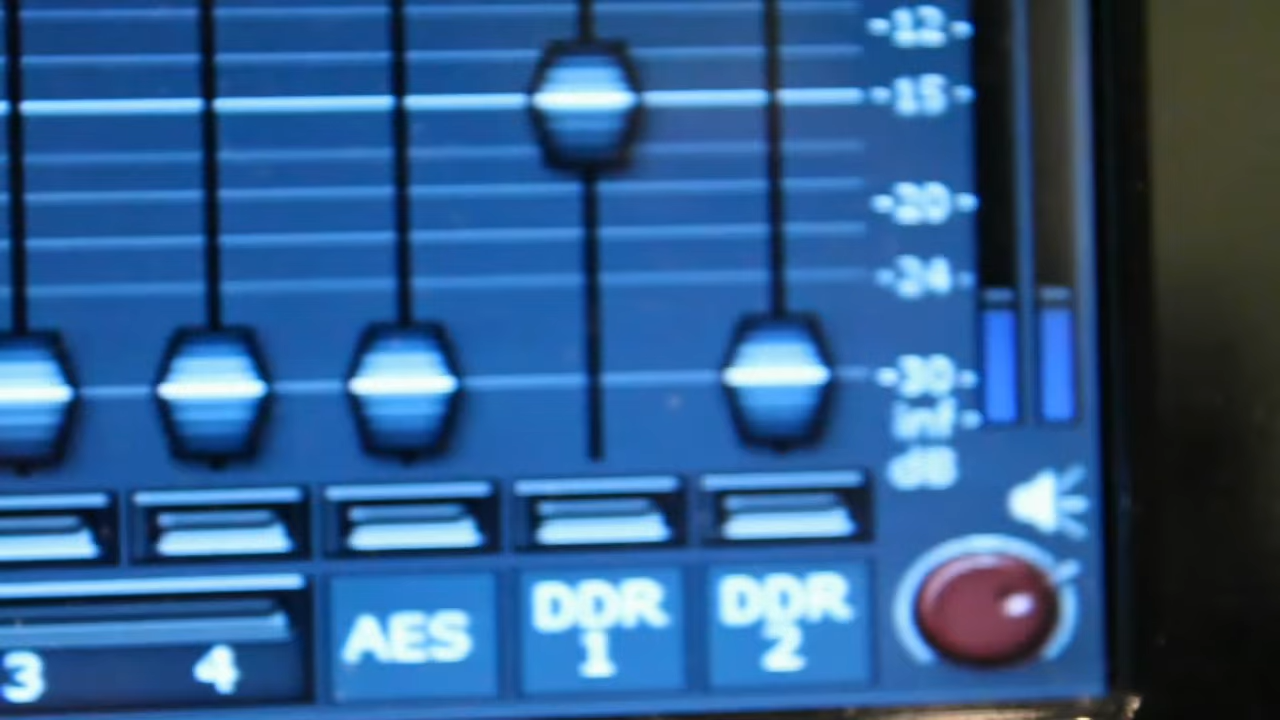 -12-
-15-
-20-
-24-
-30-
inf-
dB
3
4
AES
DDR
1
DDR
2